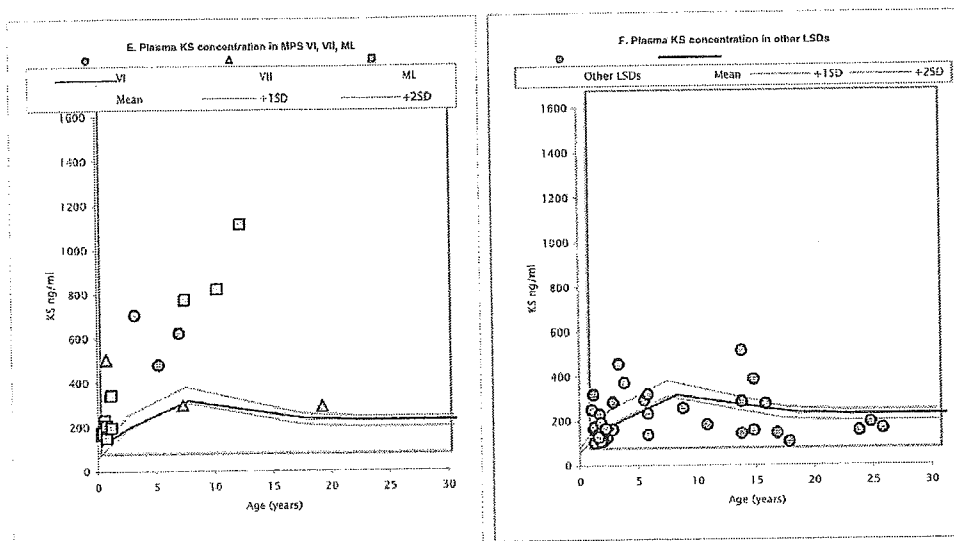 E. Plasma KS concentration in MPS VI, VII, ML
VI VII ML
Mean +1SD +2SD
1600
1400
1200
1000
800
600
400
200
0
KS ng/ml
0 5 10 15 20 25 30
Age (years)
F. Plasma KS concentration in other LSDs
Other LSDs Mean +1SD +2SD
1600
1400
1200
1000
800
600
400
200
0
KS ng/ml
0 5 10 15 20 25 30
Age (years)